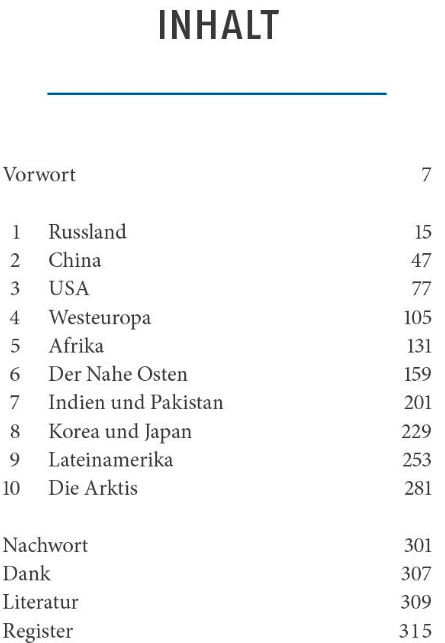 INHALT
Vorwort 7
1 Russland 15
2 China 47
3 USA 77
4 Westeuropa 105
5 Afrika 131
6 Der Nahe Osten 159
7 Indien und Pakistan 201
8 Korea und Japan 229
9 Lateinamerika 253
10 Die Arktis 281
Nachwort 301
Dank 307
Literatur 309
Register 315